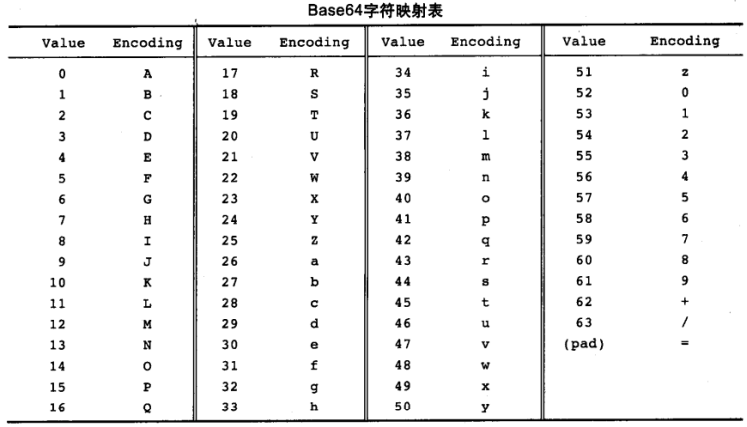 Base64字符映射表
Value Encoding Value Encoding Value Encoding Value Encoding
0 A 17 R 34 i 51 z
1 B 18 S 35 j 52 0
2 C 19 T 36 k 53 1
3 D 20 U 37 l 54 2
4 E 21 V 38 m 55 3
5 F 22 W 39 n 56 4
6 G 23 X 40 o 57 5
7 H 24 Y 41 p 58 6
8 I 25 Z 42 q 59 7
9 J 26 a 43 r 60 8
10 K 27 b 44 s 61 9
11 L 28 c 45 t 62 +
12 M 29 d 46 u 63 /
13 N 30 e 47 v (pad) =
14 O 31 f 48 w
15 P 32 g 49 x
16 Q 33 h 50 y